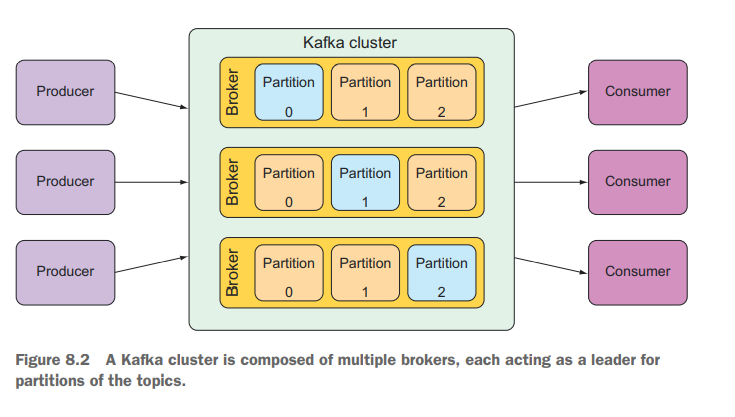 Kafka cluster
Producer
Broker
Partition Partition Partition
0 1 2
Consumer
Producer
Broker
Partition Partition Partition
0 1 2
Consumer
Producer
Broker
Partition Partition Partition
0 1 2
Consumer
Figure 8.2 A Kafka cluster is composed of multiple brokers, each acting as a leader for
partitions of the topics.